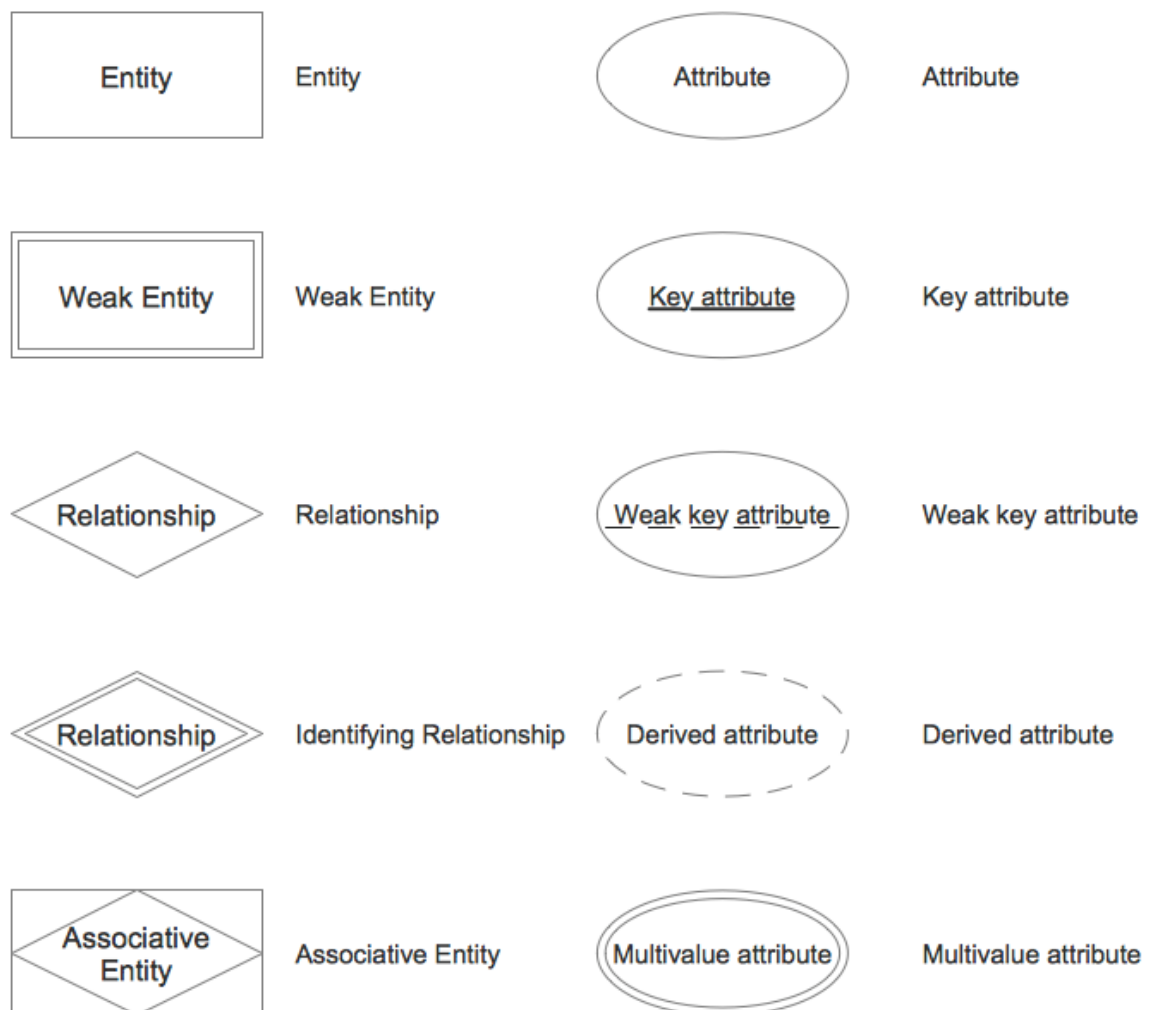 Entity
Entity
Attribute
Attribute
Weak Entity
Weak Entity
Key attribute
Key attribute
Relationship
Relationship
Weak key attribute
Weak key attribute
Relationship
Identifying Relationship
Derived attribute
Derived attribute
Associative
Entity
Associative Entity
Multivalue attribute
Multivalue attribute